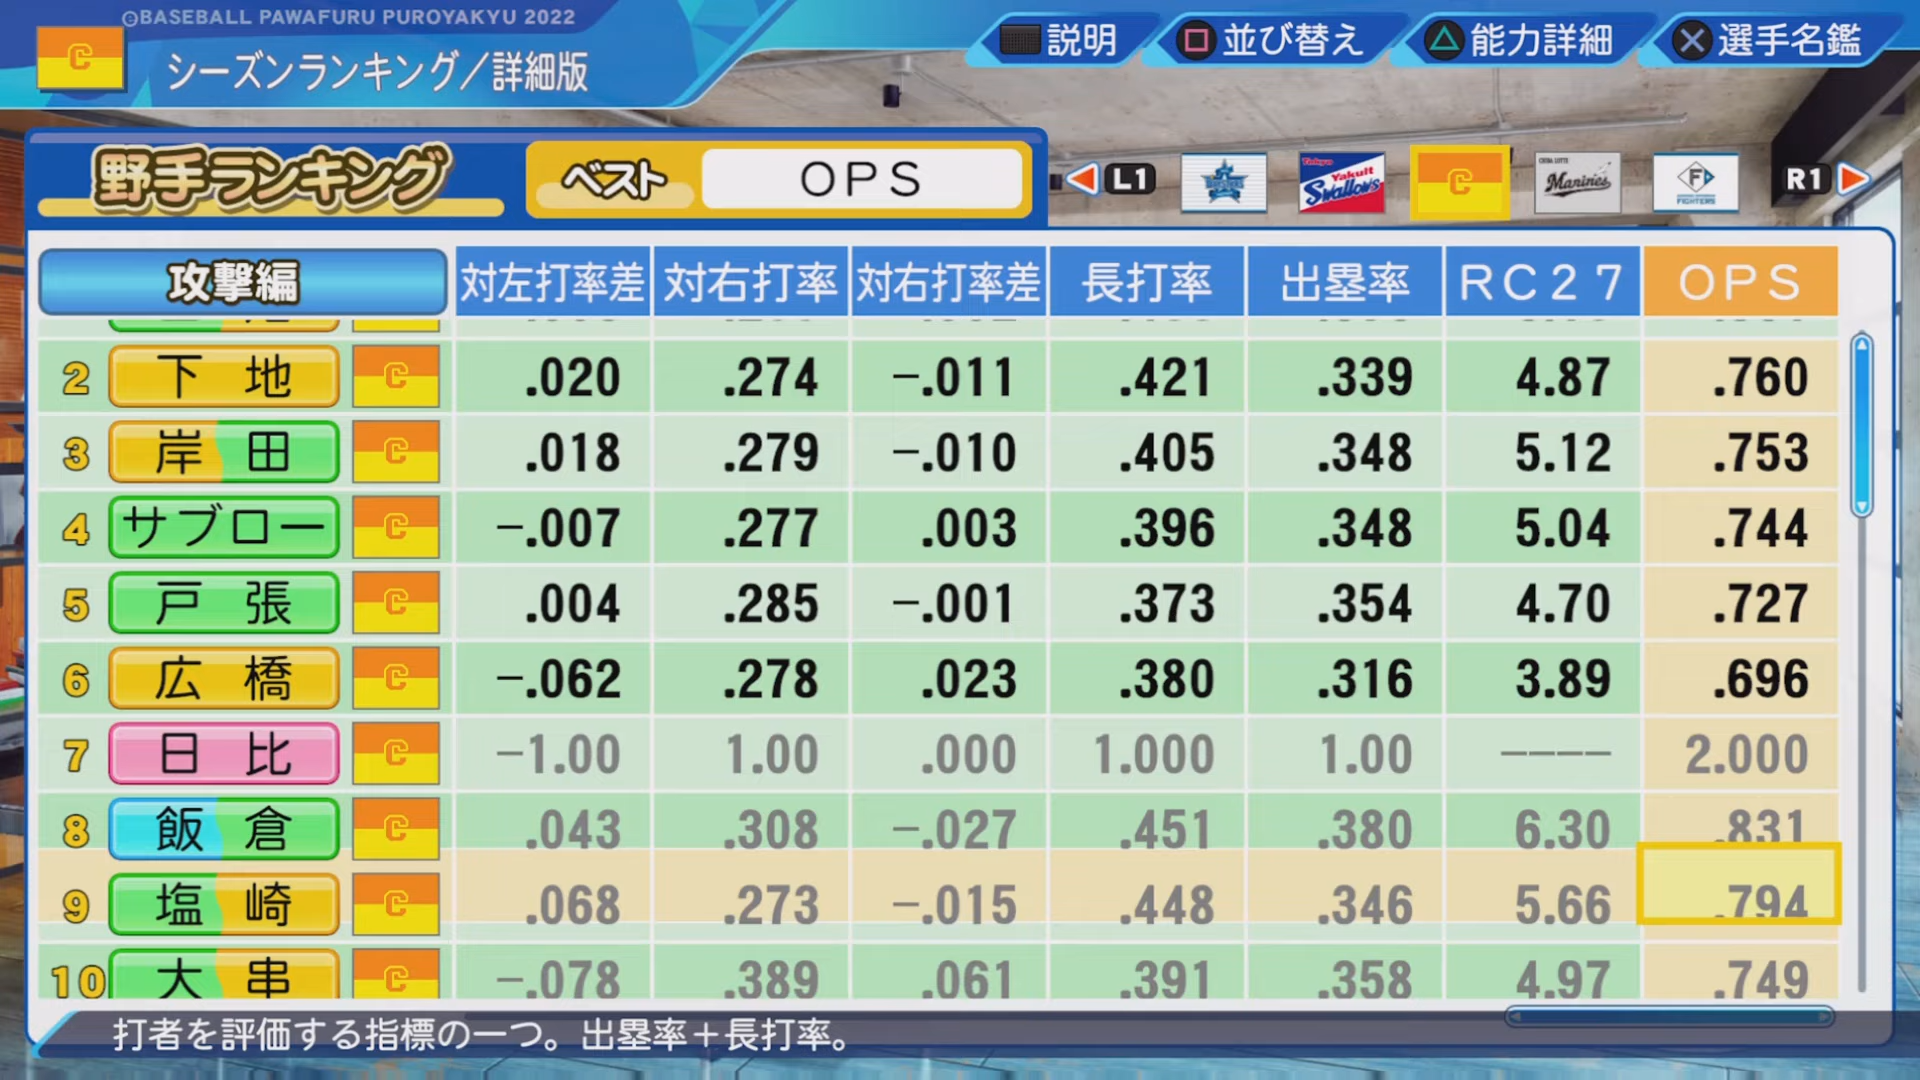 ©BASEBALL PAWAFURU PUROYAKYU 2022
C シーズンランキング／詳細版
説明 並び替え 能力詳細 選手名鑑
野手ランキング ベスト OPS
L1 Tokyo Yakult Swallows C CHIBA LOTTE Marines F FIGHTERS R1
攻撃編 対左打率差 対右打率 対右打率差 長打率 出塁率 RC27 OPS
2 下地 C .020 .274 -.011 .421 .339 4.87 .760
3 岸田 C .018 .279 -.010 .405 .348 5.12 .753
4 サブロー C -.007 .277 .003 .396 .348 5.04 .744
5 戸張 C .004 .285 -.001 .373 .354 4.70 .727
6 広橋 C -.062 .278 .023 .380 .316 3.89 .696
7 日比 C -1.00 1.00 .000 1.000 1.00 ---- 2.000
8 飯倉 C .043 .308 -.027 .451 .380 6.30 .831
9 塩崎 C .068 .273 -.015 .448 .346 5.66 .794
10 大串 C -.078 .389 .061 .391 .358 4.97 .749
打者を評価する指標の一つ。出塁率＋長打率。